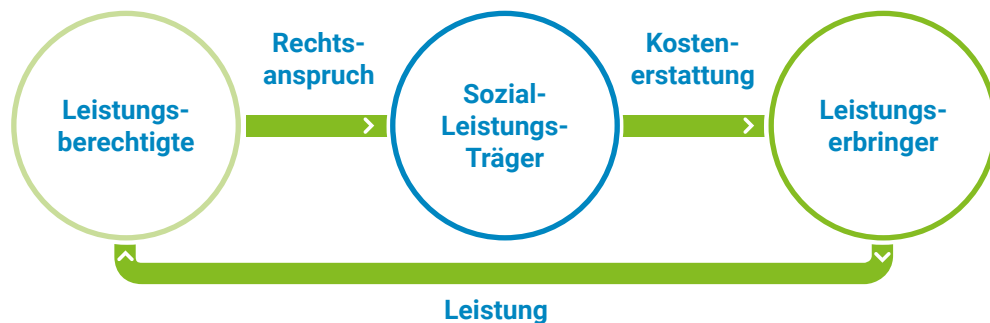 Leistungs-
berechtigte
Rechts-
anspruch
Sozial-
Leistungs-
Träger
Kosten-
erstattung
Leistungs-
erbringer
Leistung